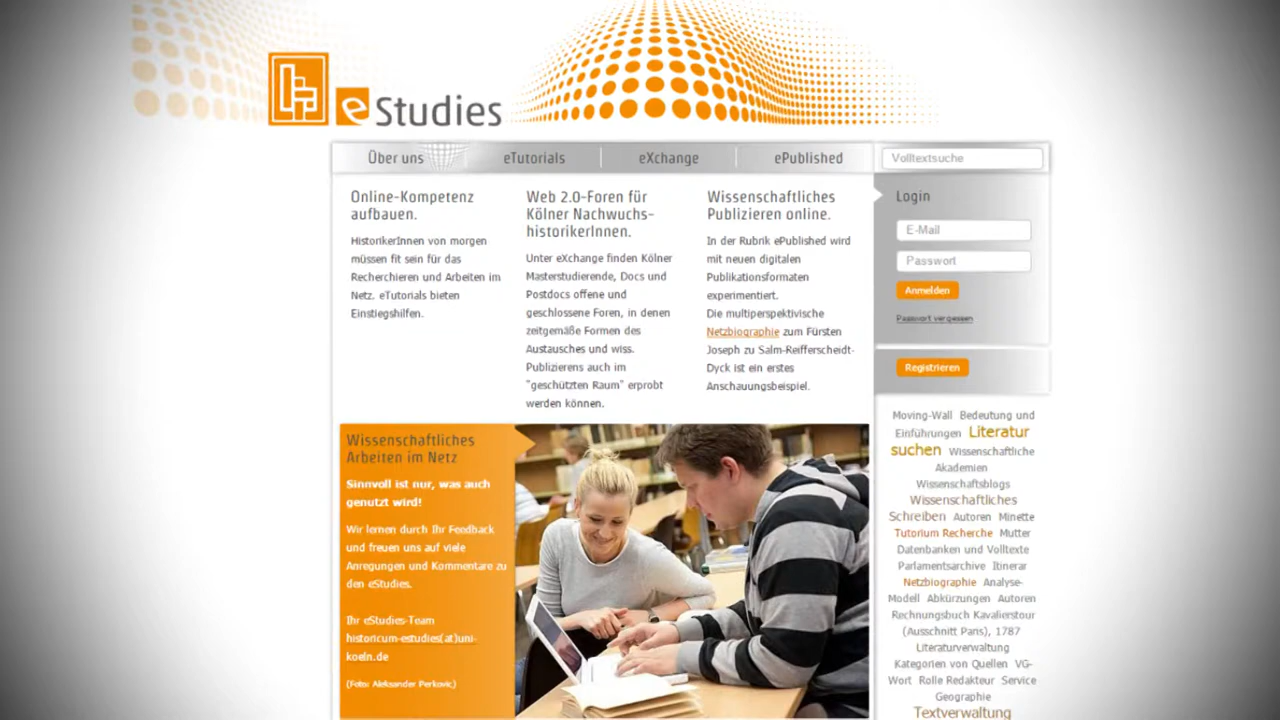 eStudies
Über uns
eTutorials
eXchange
ePublished
Volltextsuche
Online-Kompetenz
aufbauen.
HistorikerInnen von morgen
müssen fit sein für das
Recherchieren und Arbeiten im
Netz. eTutorials bieten
Einstiegshilfen.
Web 2.0-Foren für
Kölner Nachwuchs-
historikerInnen.
Unter eXchange finden Kölner
Masterstudierende, Docs und
Postdocs offene und
geschlossene Foren, in denen
zeitgemäße Formen des
Austausches und wiss.
Publizierens auch im
"geschützten Raum" erprobt
werden können.
Wissenschaftliches
Publizieren online.
In der Rubrik ePublished wird
mit neuen digitalen
Publikationsformaten
experimentiert.
Die multiperspektivische
Netzbiographie zum Fürsten
Joseph zu Salm-Reifferscheidt-
Dyck ist ein erstes
Anschauungsbeispiel.
Login
E-Mail
Passwort
Anmelden
Passwort vergessen
Registrieren
Wissenschaftliches
Arbeiten im Netz
Sinnvoll ist nur, was auch
genutzt wird!
Wir lernen durch Ihr Feedback
und freuen uns auf viele
Anregungen und Kommentare zu
den eStudies.
Ihr eStudies-Team
historicum-estudies(at)uni-
koeln.de
(Foto: Aleksander Perkovic)
Moving-Wall Bedeutung und
Einführungen Literatur
suchen Wissenschaftliche
Akademien
Wissenschaftsblogs
Wissenschaftliches
Schreiben Autoren Minette
Tutorium Recherche Mutter
Datenbanken und Volltexte
Parlamentsarchive Itinerar
Netzbiographie Analyse-
Modell Abkürzungen Autoren
Rechnungsbuch Kavalierstour
(Ausschnitt Paris), 1787
Literaturverwaltung
Kategorien von Quellen VG-
Wort Rolle Redakteur Service
Geographie
Textverwaltung